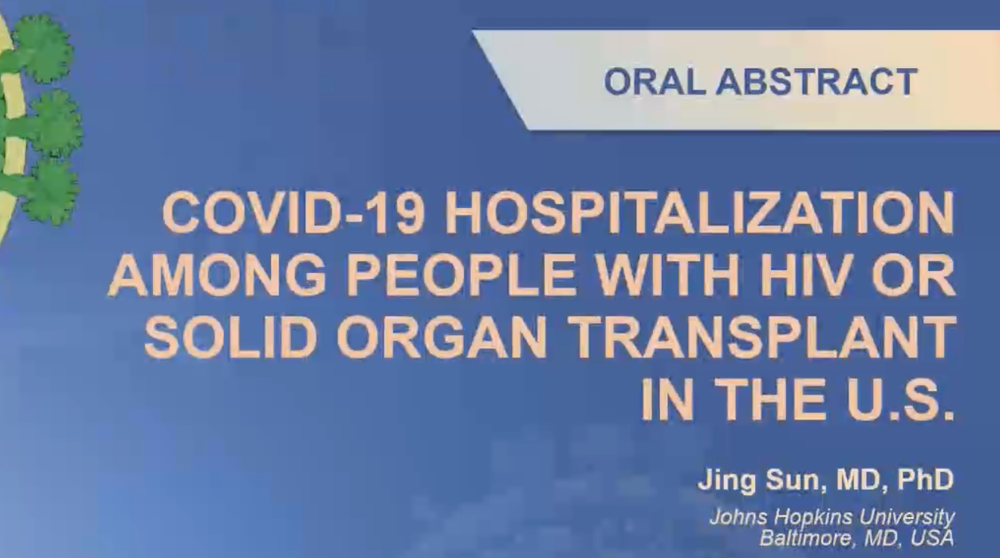 ORAL ABSTRACT
COVID-19 HOSPITALIZATION
AMONG PEOPLE WITH HIV OR
SOLID ORGAN TRANSPLANT
IN THE U.S.
Jing Sun, MD, PhD
Johns Hopkins University
Baltimore, MD, USA